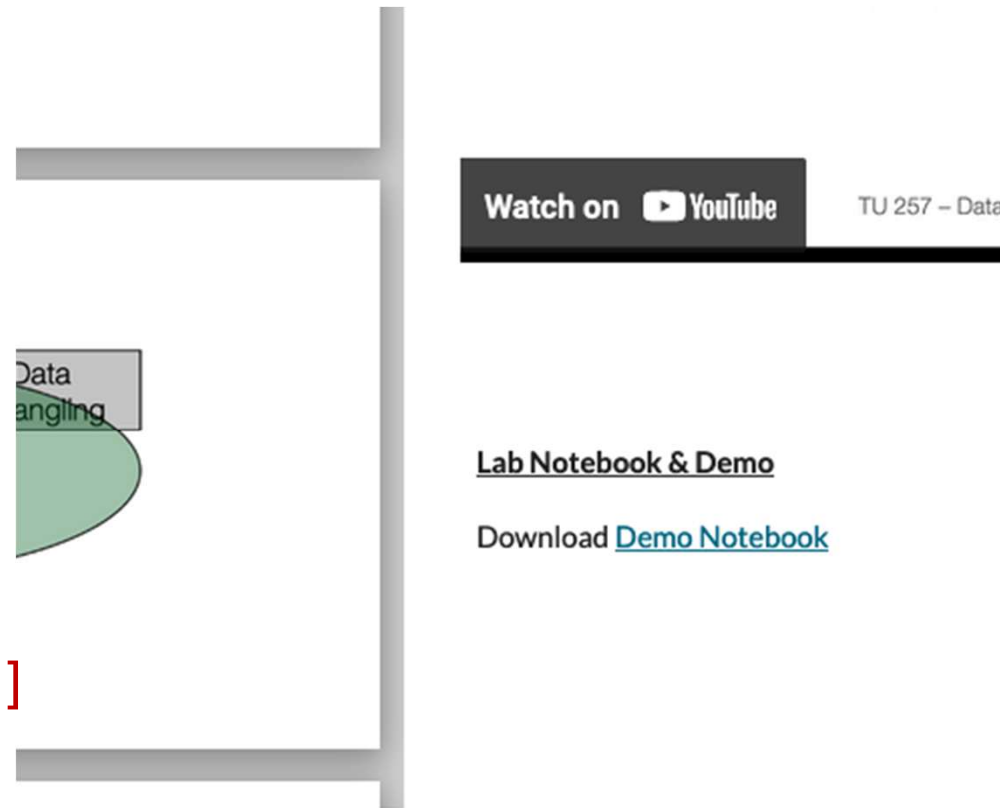 Data
angling
]
Watch on YouTube
TU 257 – Data
Lab Notebook & Demo
Download Demo Notebook